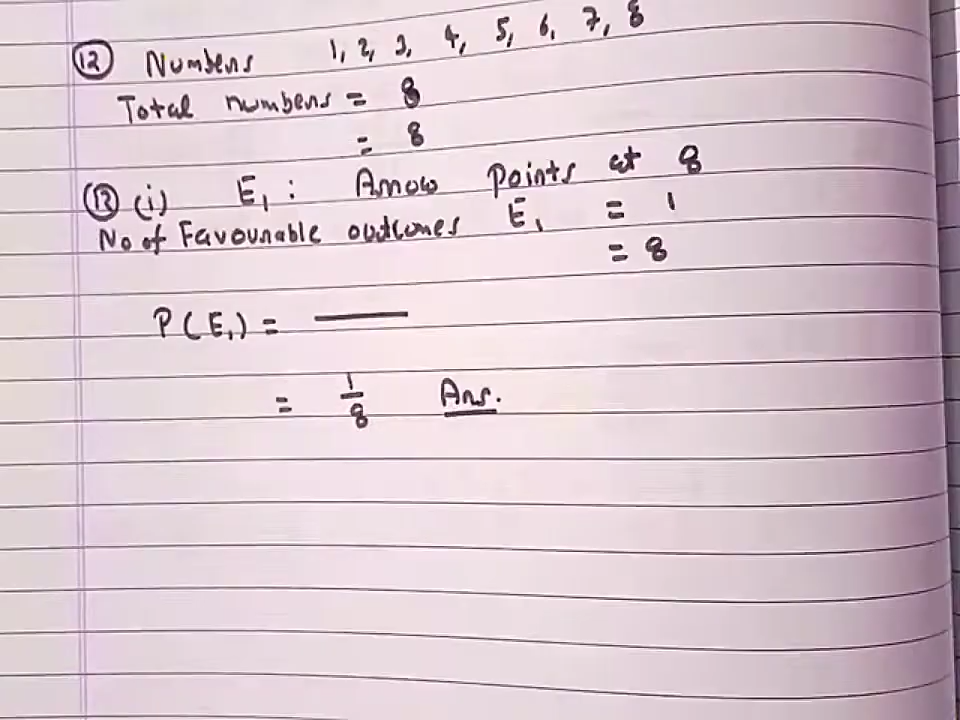 12 Numbers 1, 2, 3, 4, 5, 6, 7, 8
Total numbers = 8
= 8
12 (i) E₁ : Arrow Points at 8
No of Favourable outcomes E₁ = 1
= 8
P(E₁) = ―
= 1/8 Ans.